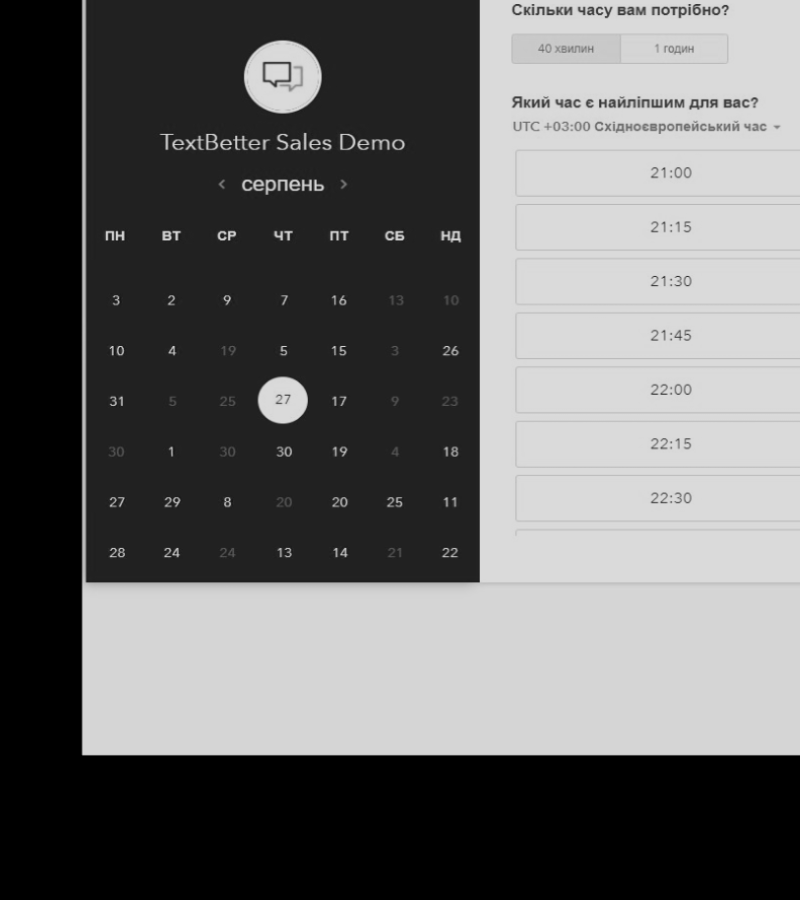 TextBetter Sales Demo
< серпень >
ПН ВТ СР ЧТ ПТ СБ НД
3 2 9 7 16 13 10
10 4 19 5 15 3 26
31 5 25 27 17 9 23
30 1 30 30 19 4 18
27 29 8 20 20 25 11
28 24 24 13 14 21 22
Скільки часу вам потрібно?
40 хвилин 1 годин
Який час є найліпшим для вас?
UTC +03:00 Східноєвропейський час
21:00
21:15
21:30
21:45
22:00
22:15
22:30